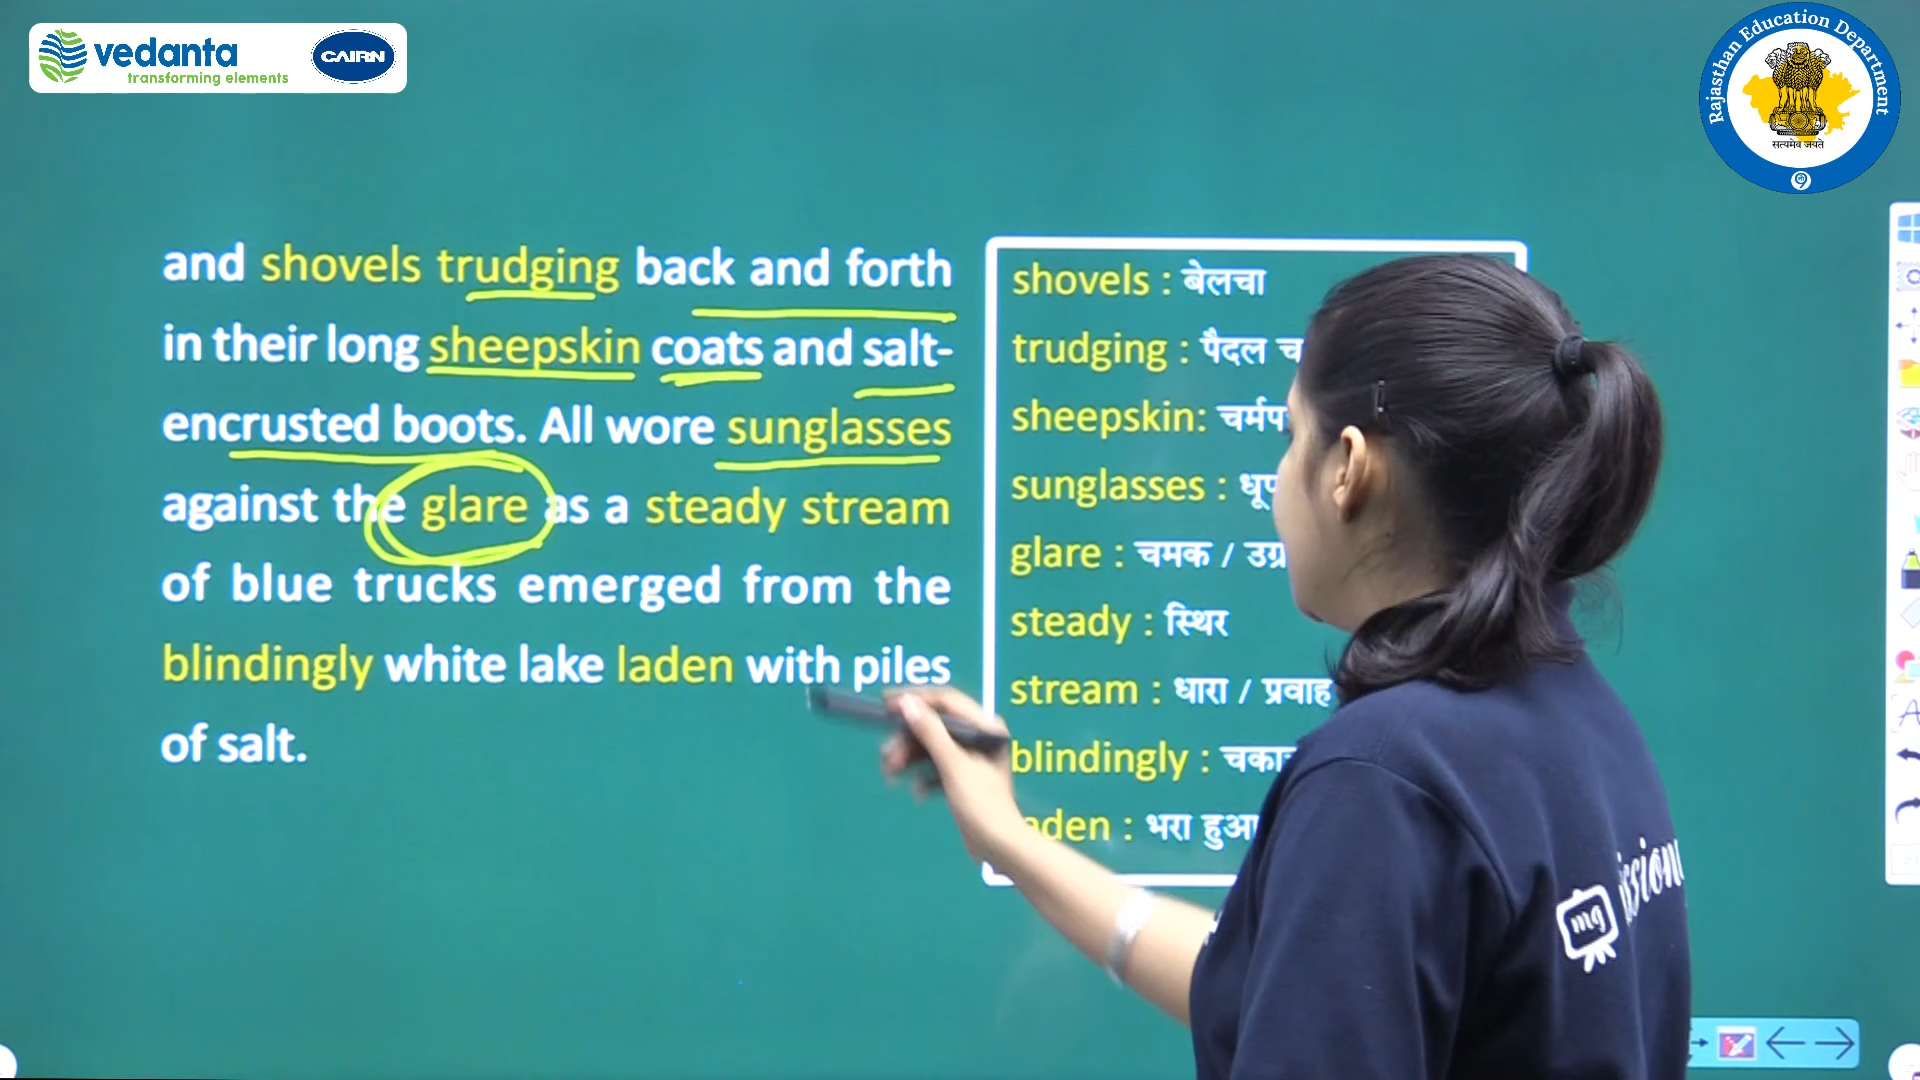 vedanta
transforming elements
CAIRN
Rajasthan Education Department
सत्यमेव जयते
and shovels trudging back and forth
in their long sheepskin coats and salt-
encrusted boots. All wore sunglasses
against the glare as a steady stream
of blue trucks emerged from the
blindingly white lake laden with piles
of salt.
shovels : बेलचा
trudging : पैदल
sheepskin:
sunglasses :
glare : चमक /
steady : स्थिर
stream : धारा / प्रवाह
blindingly :
: भरा हुआ
mg